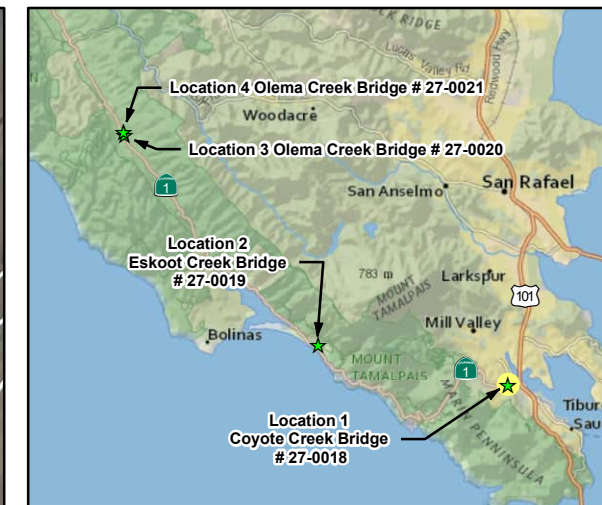 CK RIDGE
Lucas Valley Rd
Redwood Hwy
Location 4 Olema Creek Bridge # 27-0021
Woodacre
Location 3 Olema Creek Bridge # 27-0020
1
San Anselmo
San Rafael
Location 2
Eskoot Creek Bridge
# 27-0019
783 m
Larkspur
101
MOUNT
TAMALPAIS
Bolinas
Mill Valley
MOUNT
TAMALPAIS
1
MARIN PENNINSULA
Tibur
Sau
Location 1
Coyote Creek Bridge
# 27-0018